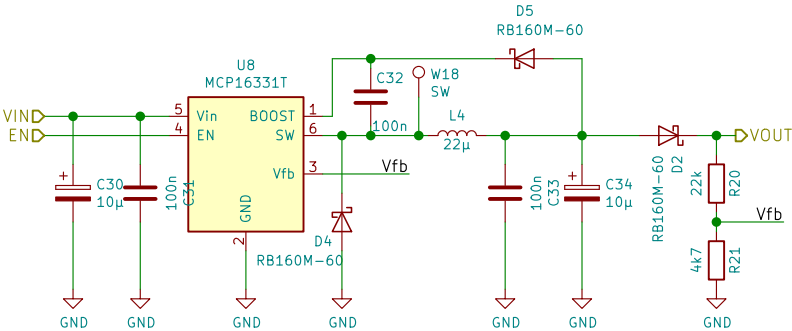 D5
RB160M-60
U8
MCP16331T
C32
100n
W18
SW
VIN
EN
5
4
Vin
EN
BOOST
SW
Vfb
GND
1
6
3
2
L4
22µ
Vfb
VOUT
C30
10µ
100n
C31
D4
RB160M-60
100n
C33
C34
10µ
RB160M-60
D2
22k
R20
Vfb
4k7
R21
GND
GND
GND
GND
GND
GND
GND